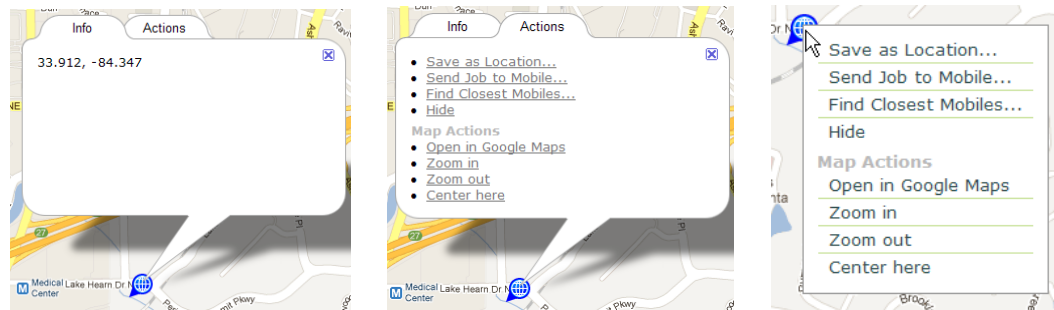 Info Actions
33.912, -84.347
27
M Medical Lake Hearn Dr N
Center
Info Actions
Save as Location...
Send Job to Mobile...
Find Closest Mobiles...
Hide
Map Actions
Open in Google Maps
Zoom in
Zoom out
Center here
27
M Medical Lake Hearn Dr N
Center
Pkwy
Save as Location...
Send Job to Mobile...
Find Closest Mobiles...
Hide
Map Actions
Open in Google Maps
Zoom in
Zoom out
Center here